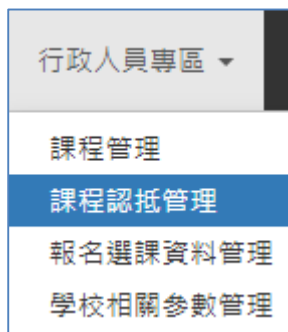 行政人員專區
課程管理
課程認抵管理
報名選課資料管理
學校相關參數管理